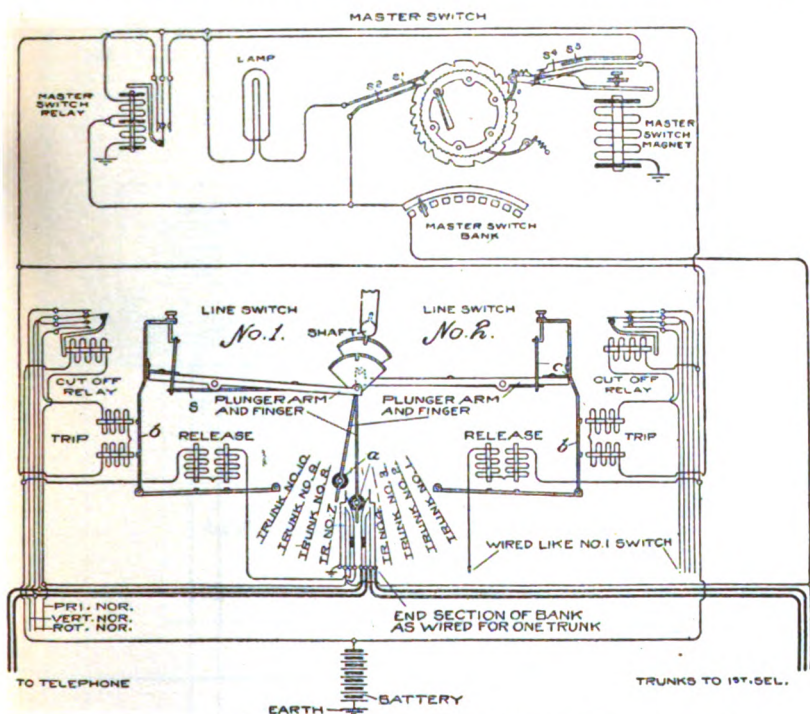 MASTER SWITCH
LAMP
S2 S1
S4 S3
MASTER
SWITCH
RELAY
MASTER
SWITCH
MAGNET
MASTER SWITCH
BANK
LINE SWITCH
No. 1.
SHAFT
LINE SWITCH
No. 2.
M
CUT OFF
RELAY
PLUNGER ARM
AND FINGER
PLUNGER ARM
AND FINGER
CUT OFF
RELAY
S
TRIP
b
RELEASE
a
RELEASE
b
TRIP
TRUNK NO. 10
TRUNK NO. 9
TRUNK NO. 8
TR. NO. 7
TRUNK NO. 2
TRUNK NO. 1
WIRED LIKE NO.1 SWITCH
PRI. NOR.
VERT. NOR.
ROT. NOR.
END SECTION OF BANK
AS WIRED FOR ONE TRUNK
TO TELEPHONE
BATTERY
EARTH
TRUNKS TO 1ST. SEL.